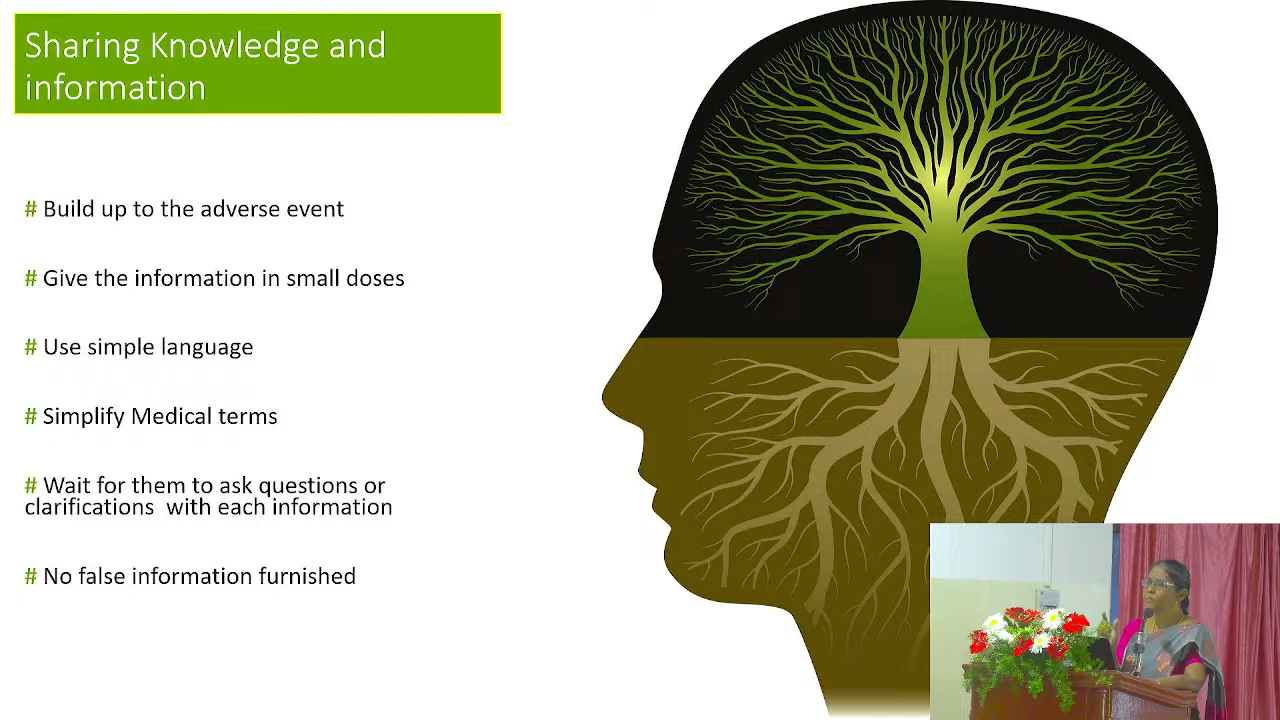 Sharing Knowledge and
information
# Build up to the adverse event
# Give the information in small doses
# Use simple language
# Simplify Medical terms
# Wait for them to ask questions or
clarifications  with each information
# No false information furnished